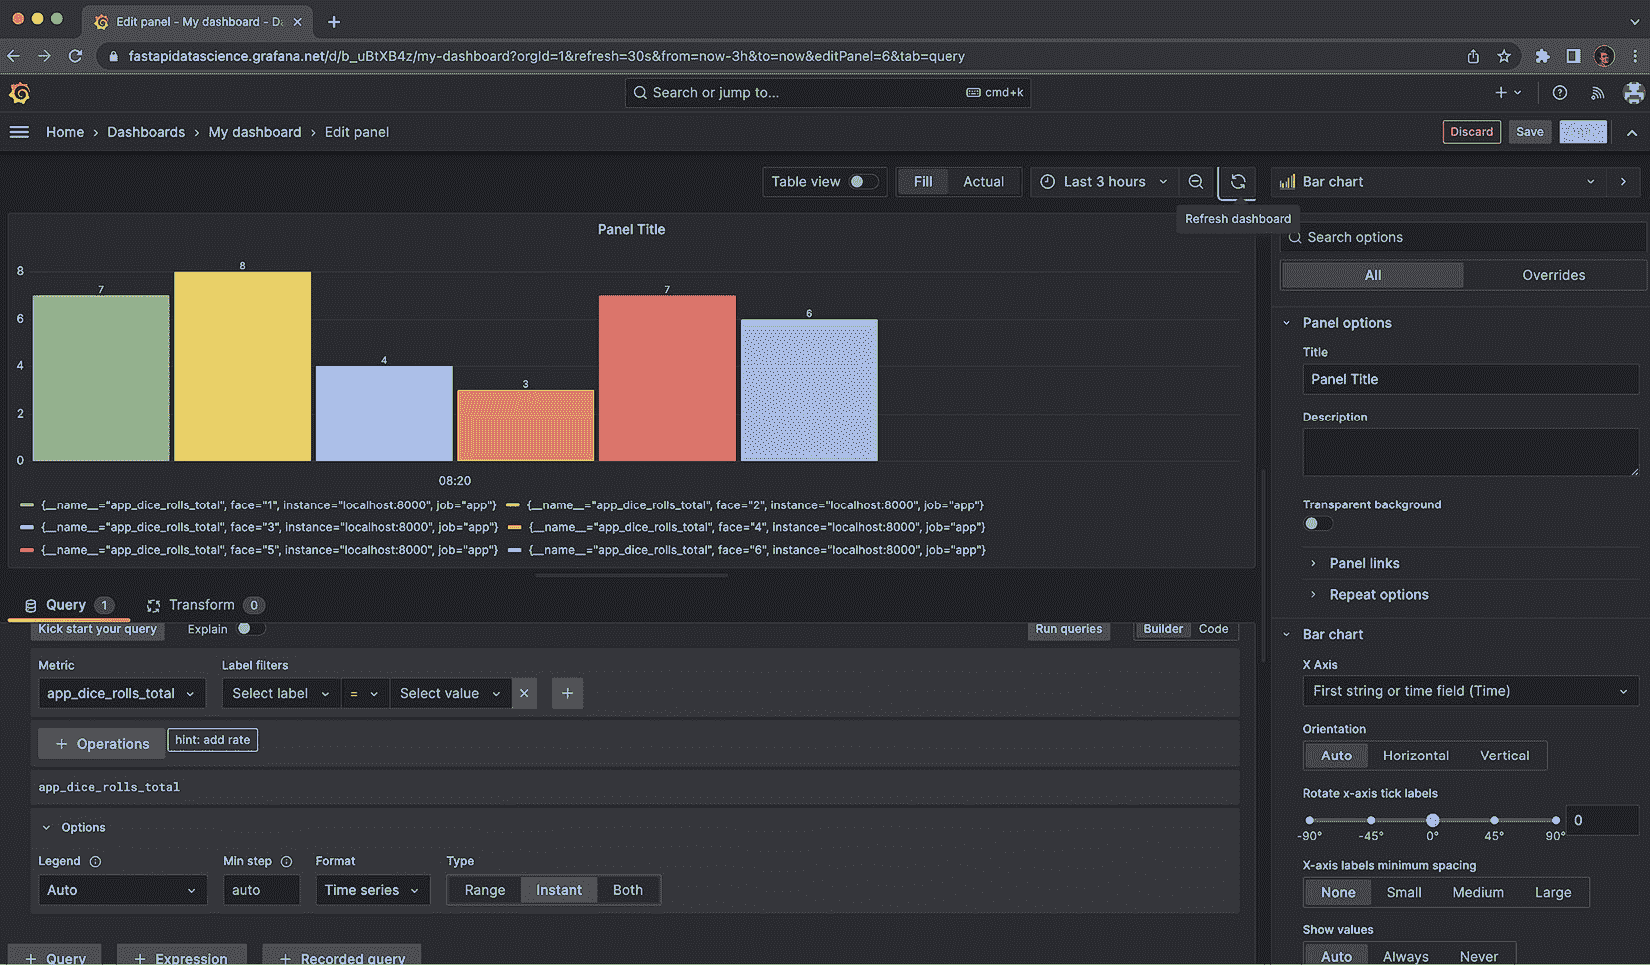 Edit panel - My dashboard - Da
fastapidatascience.grafana.net/d/b_uBtXB4z/my-dashboard?orgId=1&refresh=30s&from=now-3h&to=now&editPanel=6&tab=query
Search or jump to... cmd+k
Home › Dashboards › My dashboard › Edit panel
Discard Save
Table view Fill Actual Last 3 hours Bar chart
Refresh dashboard
Panel Title
Search options
All Overrides
8
6
4
2
0
7
8
4
3
7
6
08:20
{__name__="app_dice_rolls_total", face="1", instance="localhost:8000", job="app"} {__name__="app_dice_rolls_total", face="2", instance="localhost:8000", job="app"}
{__name__="app_dice_rolls_total", face="3", instance="localhost:8000", job="app"} {__name__="app_dice_rolls_total", face="4", instance="localhost:8000", job="app"}
{__name__="app_dice_rolls_total", face="5", instance="localhost:8000", job="app"} {__name__="app_dice_rolls_total", face="6", instance="localhost:8000", job="app"}
Query 1 Transform 0
Kick start your query Explain Run queries Builder Code
Metric Label filters
app_dice_rolls_total Select label = Select value × +
+ Operations hint: add rate
app_dice_rolls_total
Options
Legend Min step Format Type
Auto auto Time series Range Instant Both
+ Query + Expression + Recorded query
Panel options
Title
Panel Title
Description
Transparent background
Panel links
Repeat options
Bar chart
X Axis
First string or time field (Time)
Orientation
Auto Horizontal Vertical
Rotate x-axis tick labels
0
-90° -45° 0° 45° 90°
X-axis labels minimum spacing
None Small Medium Large
Show values
Auto Always Never